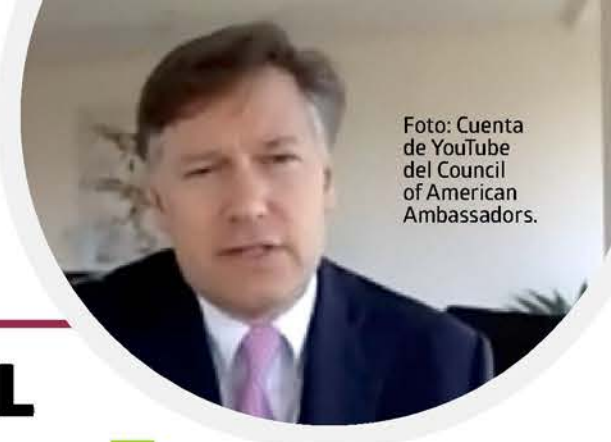 Foto: Cuenta
de YouTube
del Council
of American
Ambassadors.
L